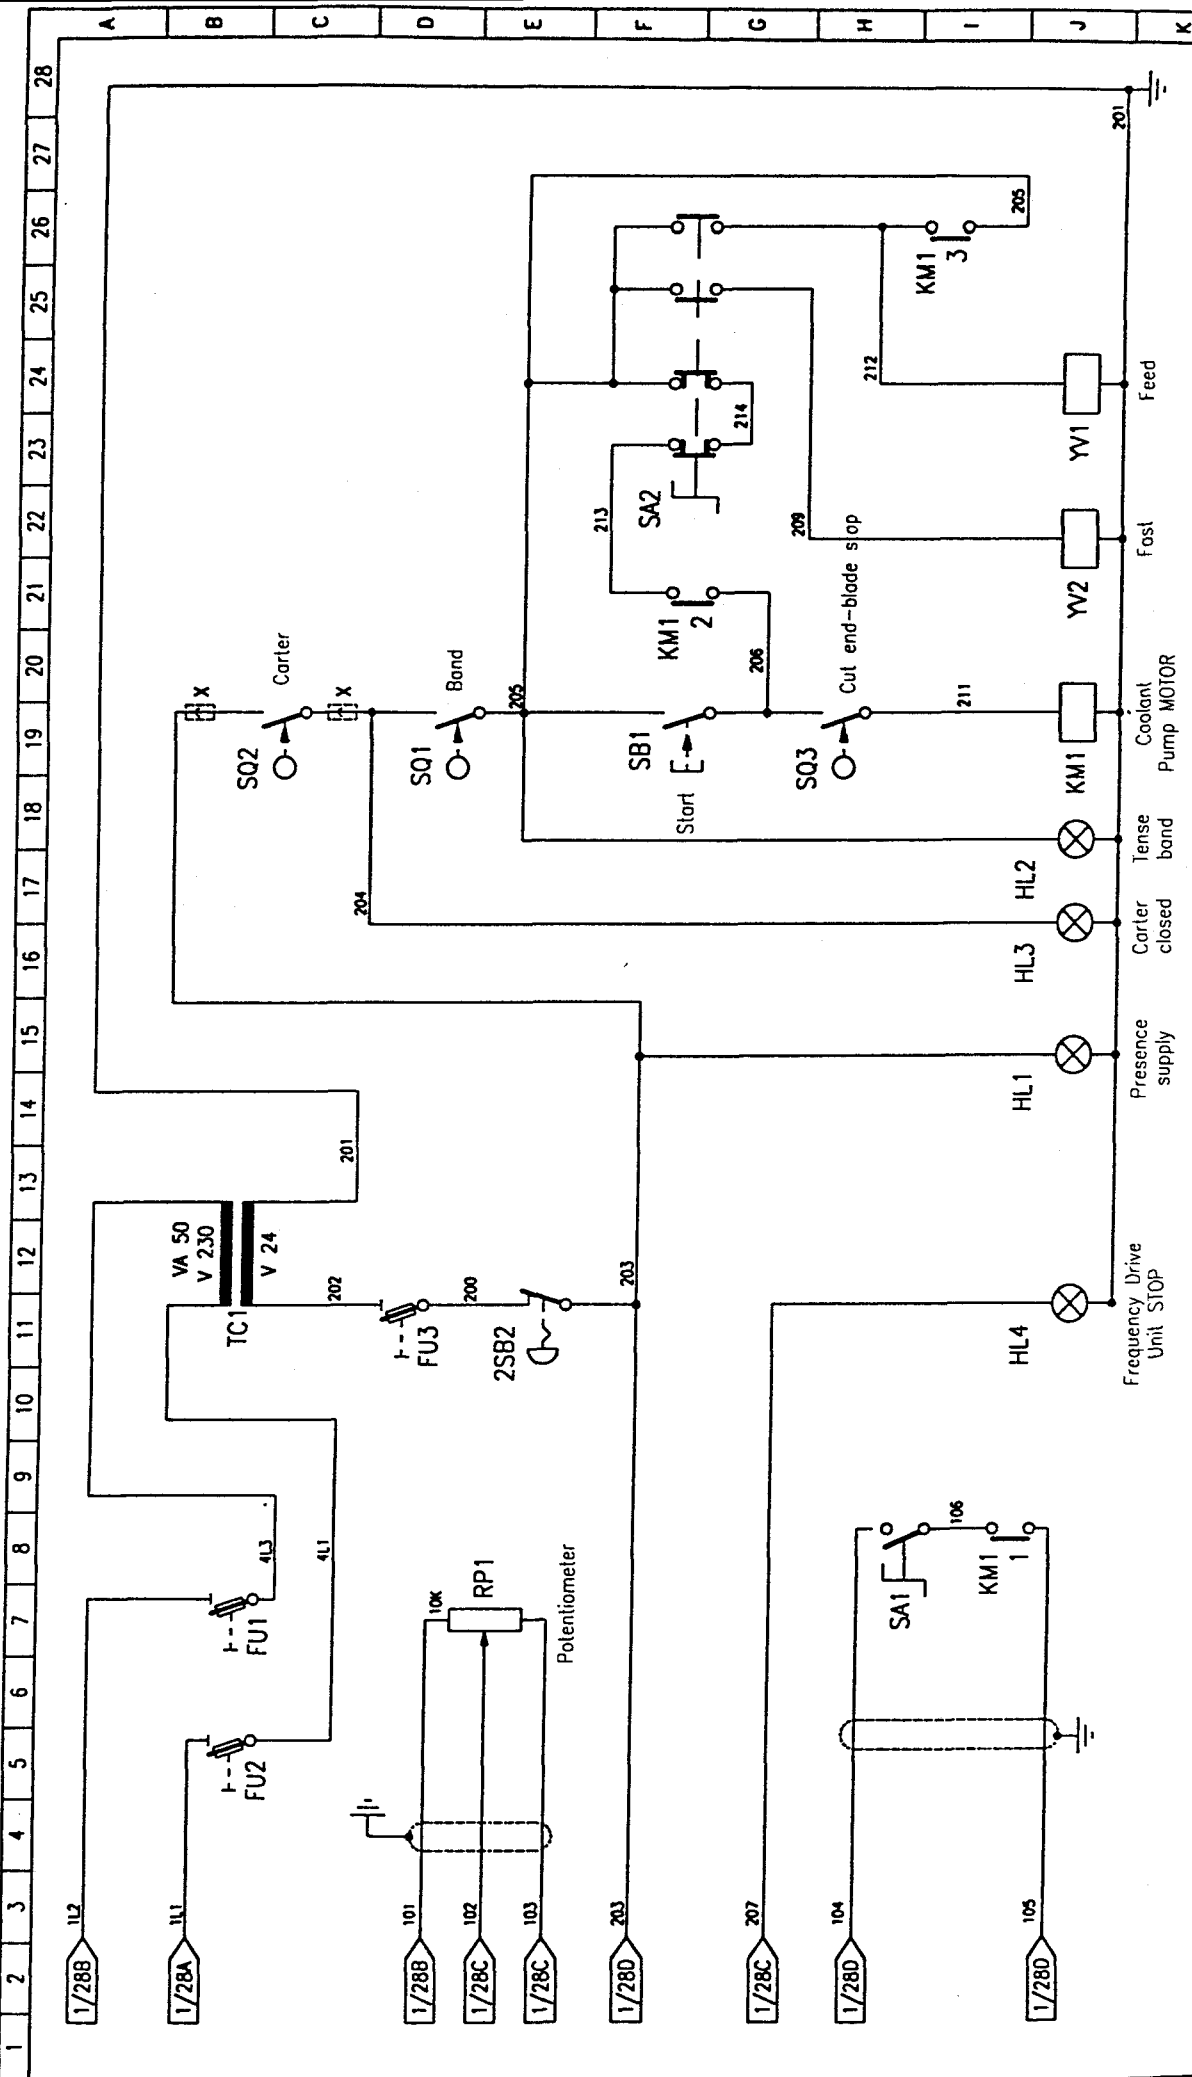 1 2 3 4 5 6 7 8 9 10 11 12 13 14 15 16 17 18 19 20 21 22 23 24 25 26 27 28
A
B
C
D
E
F
G
H
I
J
K
1/28B 1L2
1/28A 1L1
FU2
FU1
4L3
4L1
TC1
VA 50
V 230
V 24
201
202
FU3
200
2SB2
203
1/28B 101
1/28C 102
1/28C 103
10K
RP1
Potentiometer
1/28D 203
1/28C 207
1/28D 104
1/28D 105
SA1
106
KM1
1
HL4
Frequency Drive
Unit STOP
HL1
Presence
supply
HL3
Carter
closed
HL2
Tense
band
204
SQ2
X
Carter
X
SQ1
Band
205
Start
SB1
206
SQ3
Cut end-blade stop
211
KM1
Coolant
Pump MOTOR
KM1
2
213
SA2
214
209
YV2
Fast
212
YV1
Feed
KM1
3
205
201